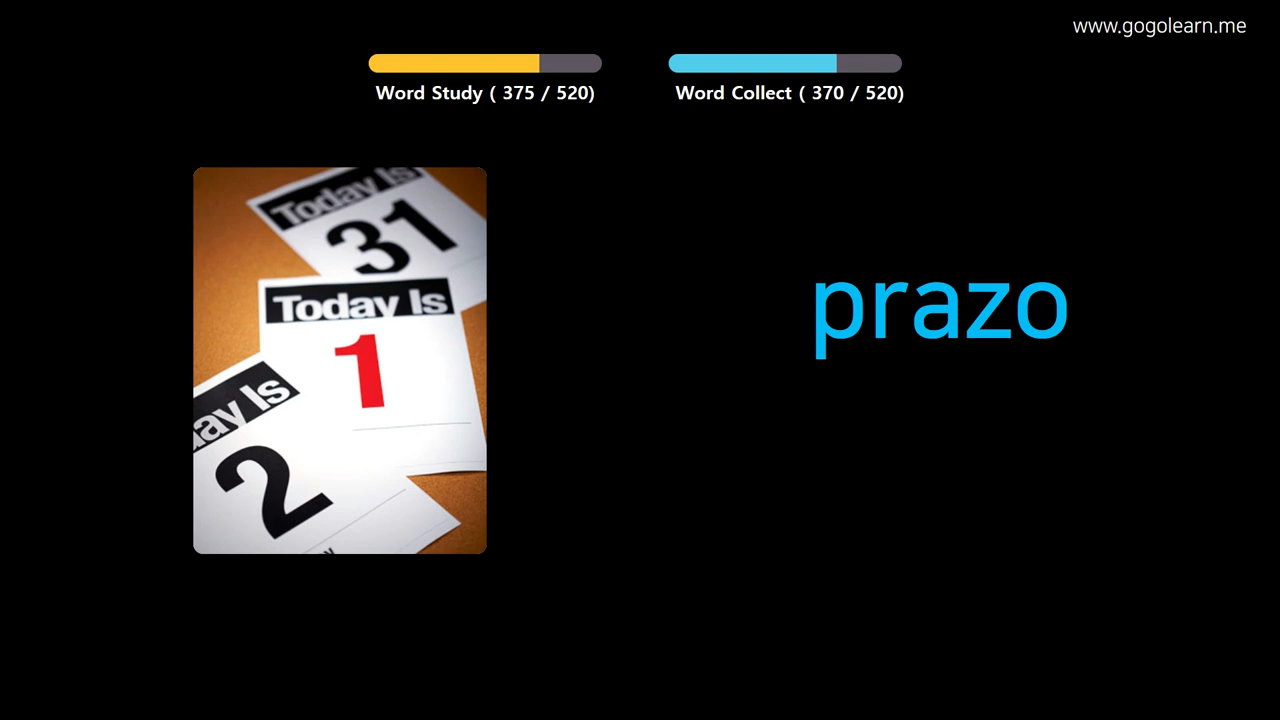 www.gogolearn.me
Word Study ( 375 / 520)
Word Collect ( 370 / 520)
Today Is
31
Today Is
1
prazo
ay Is
2